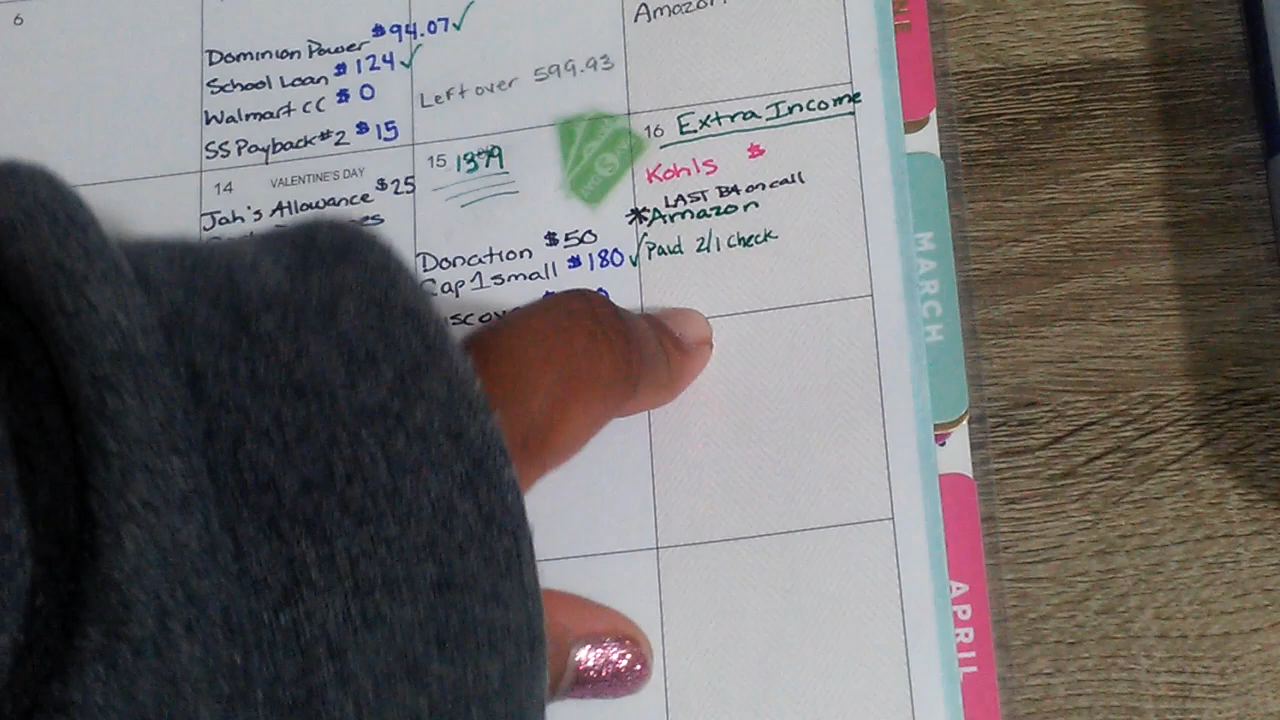 6
Dominion Power $94.07 ✓
School Loan $124 ✓
Walmart CC $0
SS Payback #2 $15
Left over 599.93
Amazon
14 VALENTINE'S DAY
Jah's Allowance $25
15
Donation $50
Cap 1 small $180 ✓
16 Extra Income
Kohls $
LAST BA on call
*Amazon
Paid 2/1 check
MARCH
APRIL